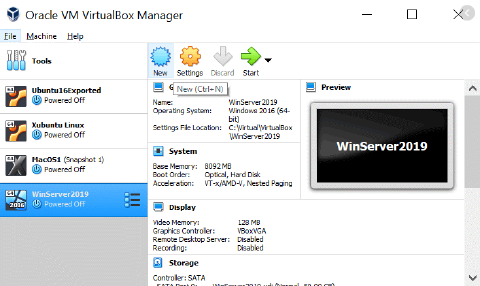 Oracle VM VirtualBox Manager
File Machine Help
Tools
New Settings Discard Start
New (Ctrl+N)
Ubuntu16Exported
Powered Off
Xubuntu Linux
Powered Off
MacOS1 (Snapshot 1)
Powered Off
WinServer2019
Powered Off
64
2016
Name: WinServer2019
Operating System: Windows 2016 (64-
bit)
Settings File Location: C:\Virtual\VirtualBox
\WinServer2019
System
Base Memory: 8092 MB
Boot Order: Optical, Hard Disk
Acceleration: VT-x/AMD-V, Nested Paging
Display
Video Memory: 128 MB
Graphics Controller: VBoxVGA
Remote Desktop Server: Disabled
Recording: Disabled
Storage
Controller: SATA
Preview
WinServer2019